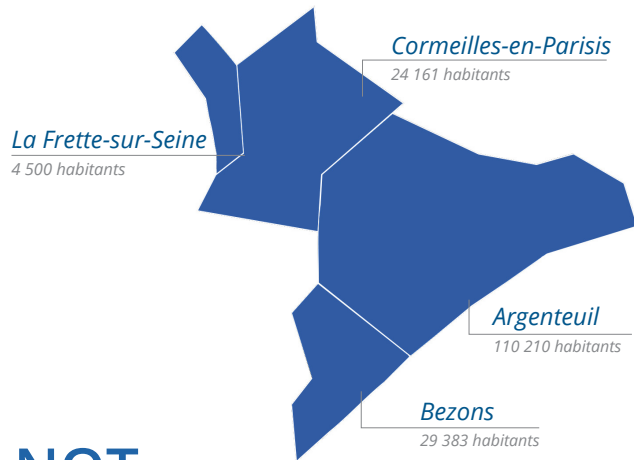 Cormeilles-en-Parisis
24 161 habitants
La Frette-sur-Seine
4 500 habitants
Argenteuil
110 210 habitants
Bezons
29 383 habitants